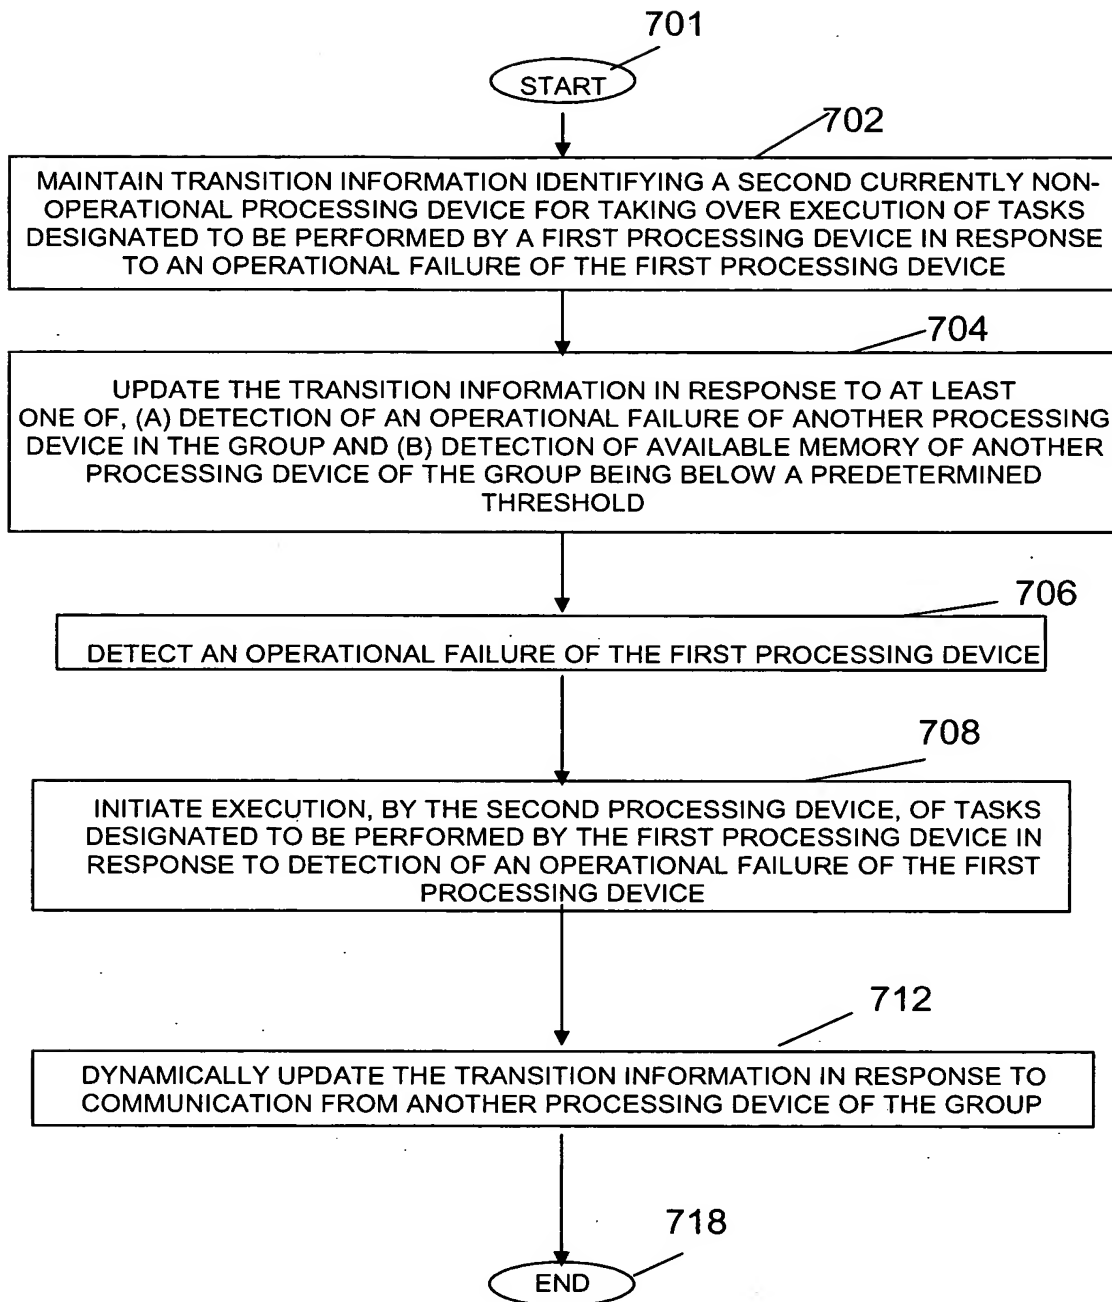 701
START
702
MAINTAIN TRANSITION INFORMATION IDENTIFYING A SECOND CURRENTLY NON-
OPERATIONAL PROCESSING DEVICE FOR TAKING OVER EXECUTION OF TASKS
DESIGNATED TO BE PERFORMED BY A FIRST PROCESSING DEVICE IN RESPONSE
TO AN OPERATIONAL FAILURE OF THE FIRST PROCESSING DEVICE
704
UPDATE THE TRANSITION INFORMATION IN RESPONSE TO AT LEAST
ONE OF, (A) DETECTION OF AN OPERATIONAL FAILURE OF ANOTHER PROCESSING
DEVICE IN THE GROUP AND (B) DETECTION OF AVAILABLE MEMORY OF ANOTHER
PROCESSING DEVICE OF THE GROUP BEING BELOW A PREDETERMINED
THRESHOLD
706
DETECT AN OPERATIONAL FAILURE OF THE FIRST PROCESSING DEVICE
708
INITIATE EXECUTION, BY THE SECOND PROCESSING DEVICE, OF TASKS
DESIGNATED TO BE PERFORMED BY THE FIRST PROCESSING DEVICE IN
RESPONSE TO DETECTION OF AN OPERATIONAL FAILURE OF THE FIRST
PROCESSING DEVICE
712
DYNAMICALLY UPDATE THE TRANSITION INFORMATION IN RESPONSE TO
COMMUNICATION FROM ANOTHER PROCESSING DEVICE OF THE GROUP
718
END